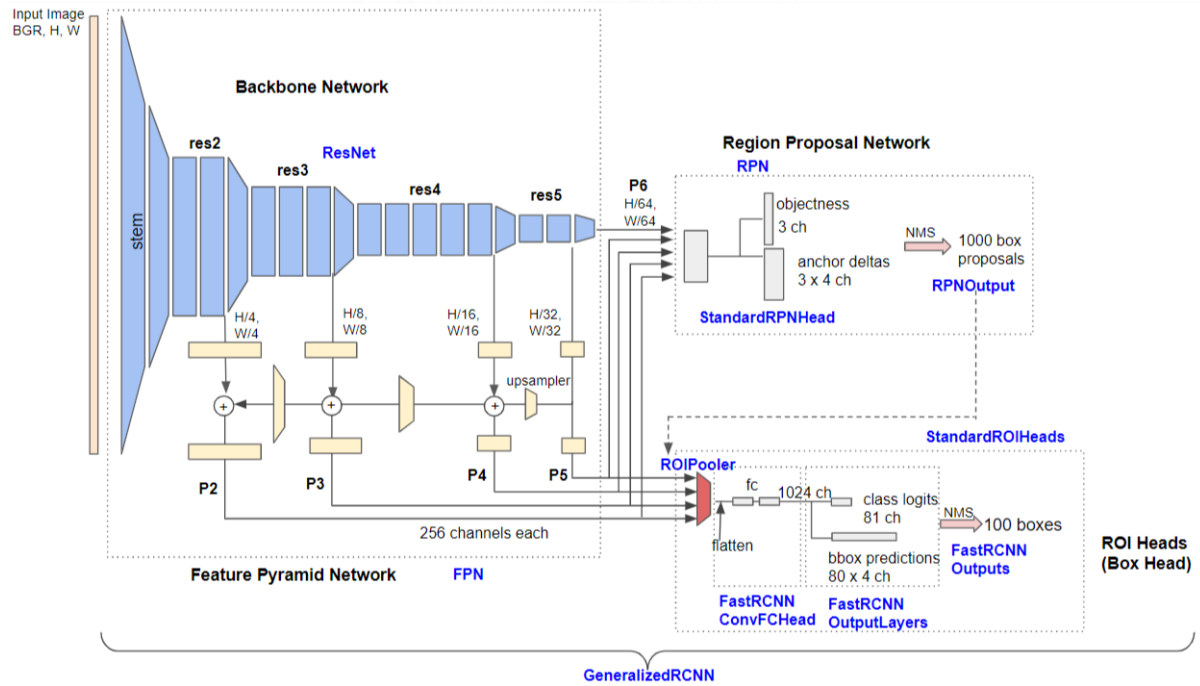 Input Image
BGR, H, W
Backbone Network
res2
ResNet
res3
res4
res5
stem
P6
H/64,
W/64
Region Proposal Network
RPN
objectness
3 ch
anchor deltas
3 x 4 ch
NMS
1000 box
proposals
RPNOutput
StandardRPNHead
H/4,
W/4
H/8,
W/8
H/16,
W/16
H/32,
W/32
upsampler
+
+
+
P2
P3
P4
P5
256 channels each
Feature Pyramid Network
FPN
StandardROIHeads
ROIPooler
fc
1024 ch
flatten
class logits
81 ch
bbox predictions
80 x 4 ch
NMS
100 boxes
FastRCNN
Outputs
FastRCNN
ConvFCHead
FastRCNN
OutputLayers
ROI Heads
(Box Head)
GeneralizedRCNN